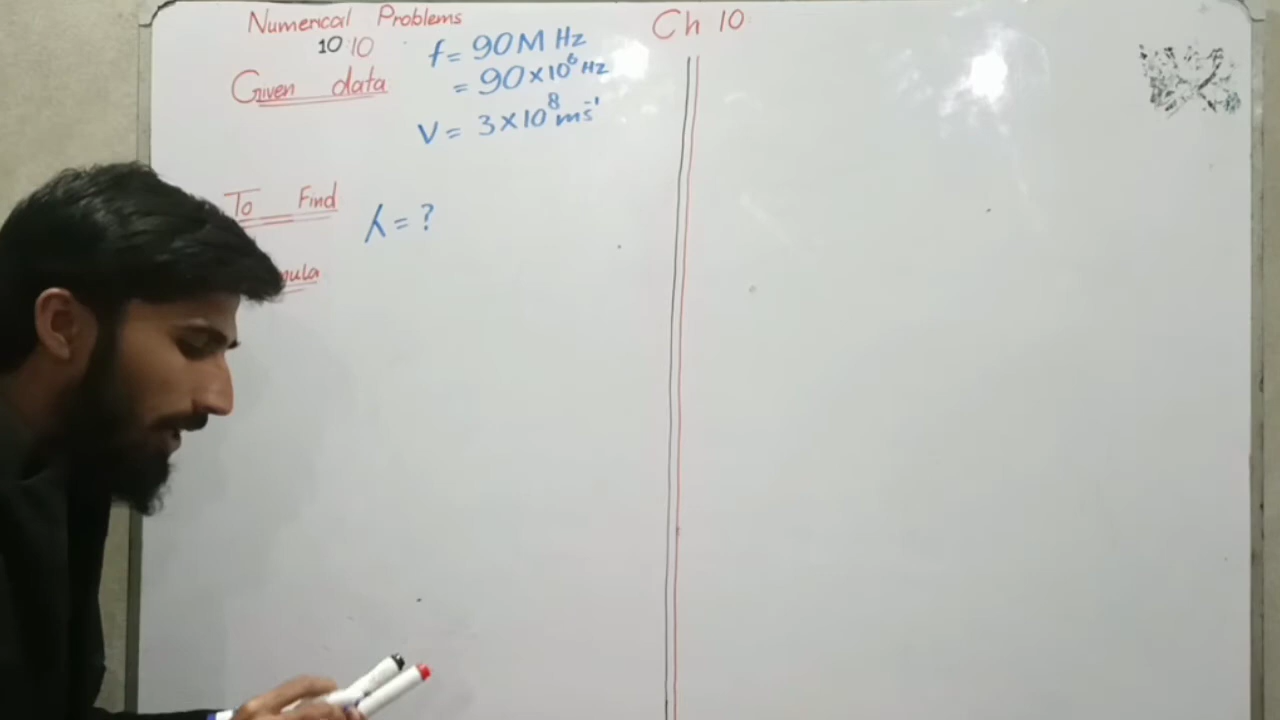 Numerical Problems
Ch 10
10.10
f = 90 M Hz
= 90 × 10⁶ Hz
Given data
V = 3 × 10⁸ ms⁻¹
To Find
λ = ?